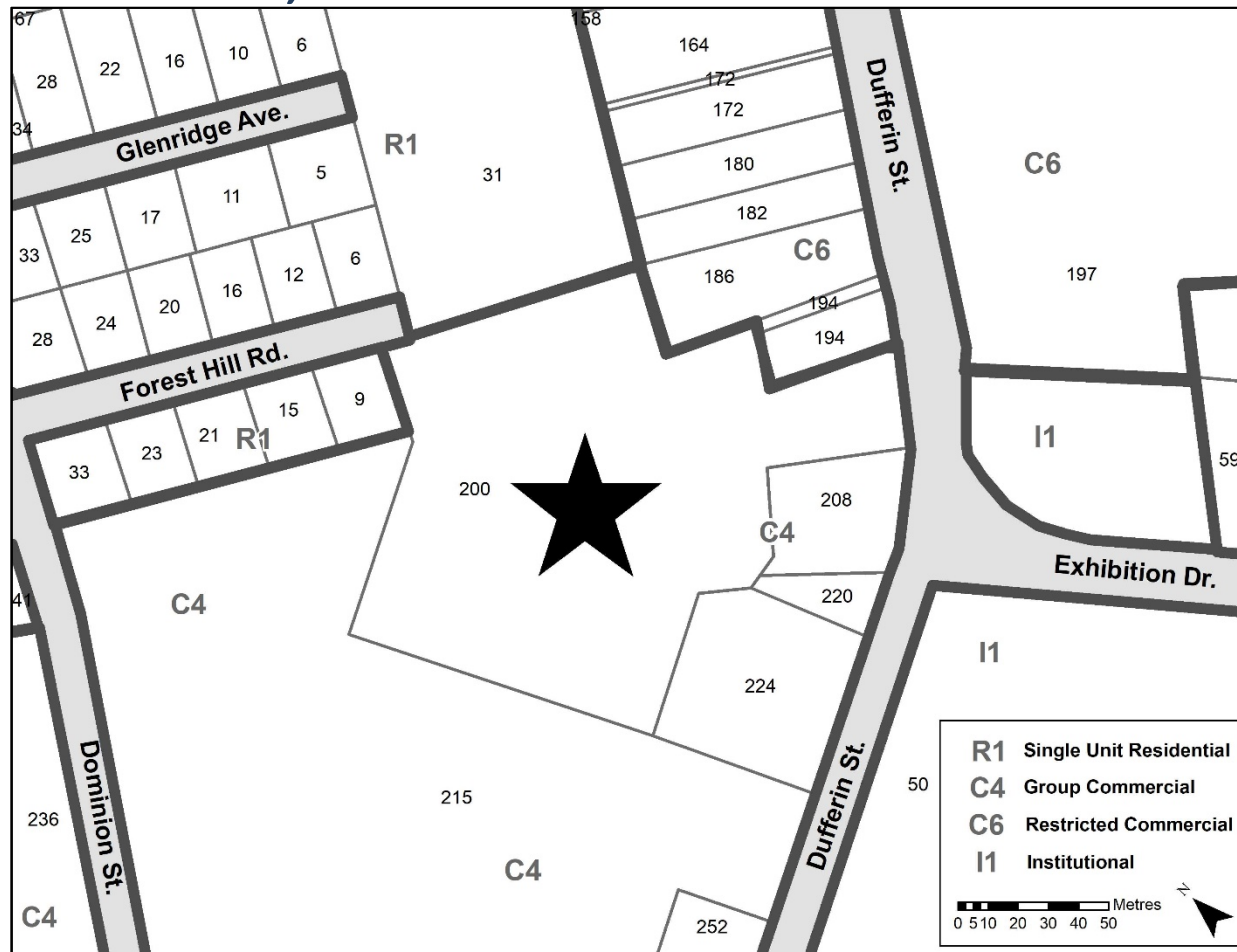 67
28
22
16
10
6
158
164
172
172
34
Glenridge Ave.
Dufferin St.
R1
31
C6
5
11
17
25
33
180
182
C6
6
12
16
20
24
28
186
197
194
194
Forest Hill Rd.
9
15
21
R1
23
33
I1
59
200
208
C4
Exhibition Dr.
220
41
C4
I1
224
Dominion St.
Dufferin St.
50
215
236
C4
C4
252
R1 Single Unit Residential
C4 Group Commercial
C6 Restricted Commercial
I1 Institutional
Metres
0 5 10 20 30 40 50
N